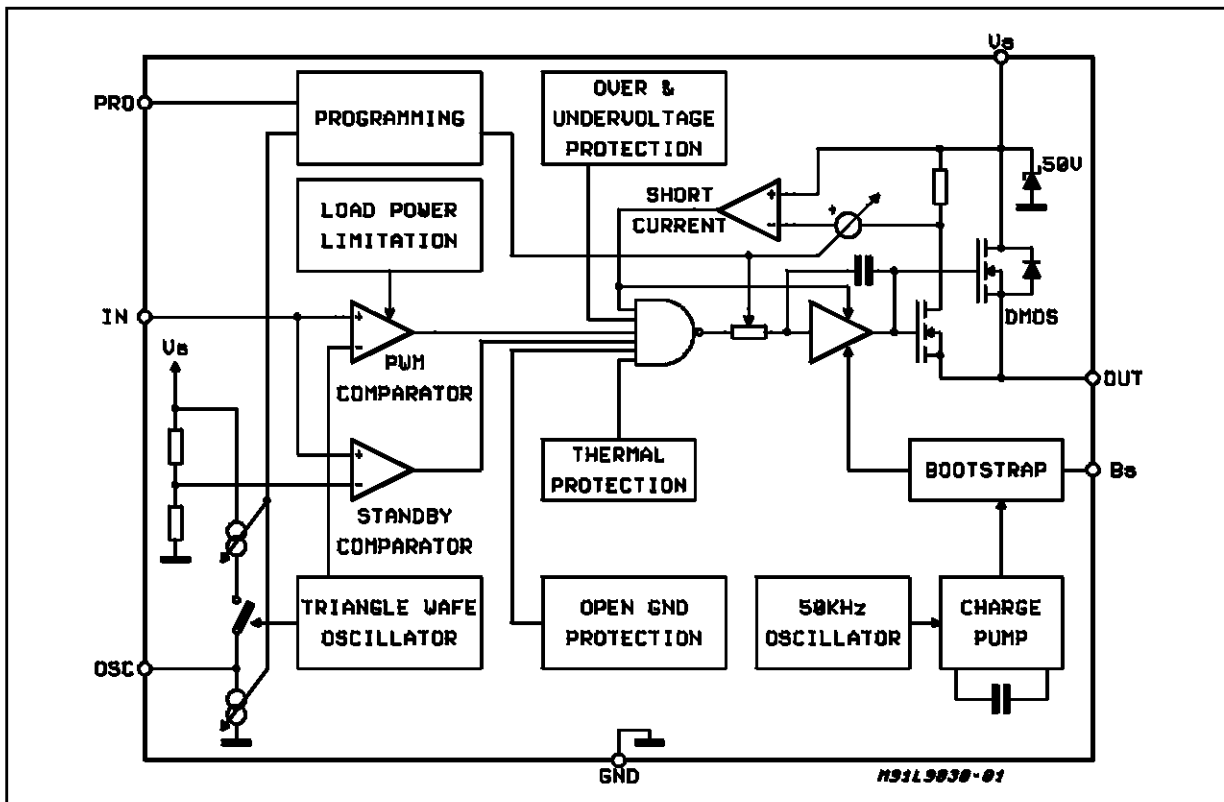 Vs
PRO
PROGRAMMING
OVER &
UNDERVOLTAGE
PROTECTION
50V
LOAD POWER
LIMITATION
SHORT
CURRENT
+
-
+
IN
+
-
PWM
COMPARATOR
DMOS
Vs
OUT
+
-
STANDBY
COMPARATOR
THERMAL
PROTECTION
BOOTSTRAP
Bs
TRIANGLE WAFE
OSCILLATOR
OPEN GND
PROTECTION
50KHz
OSCILLATOR
CHARGE
PUMP
OSC
GND
M91L9830-01